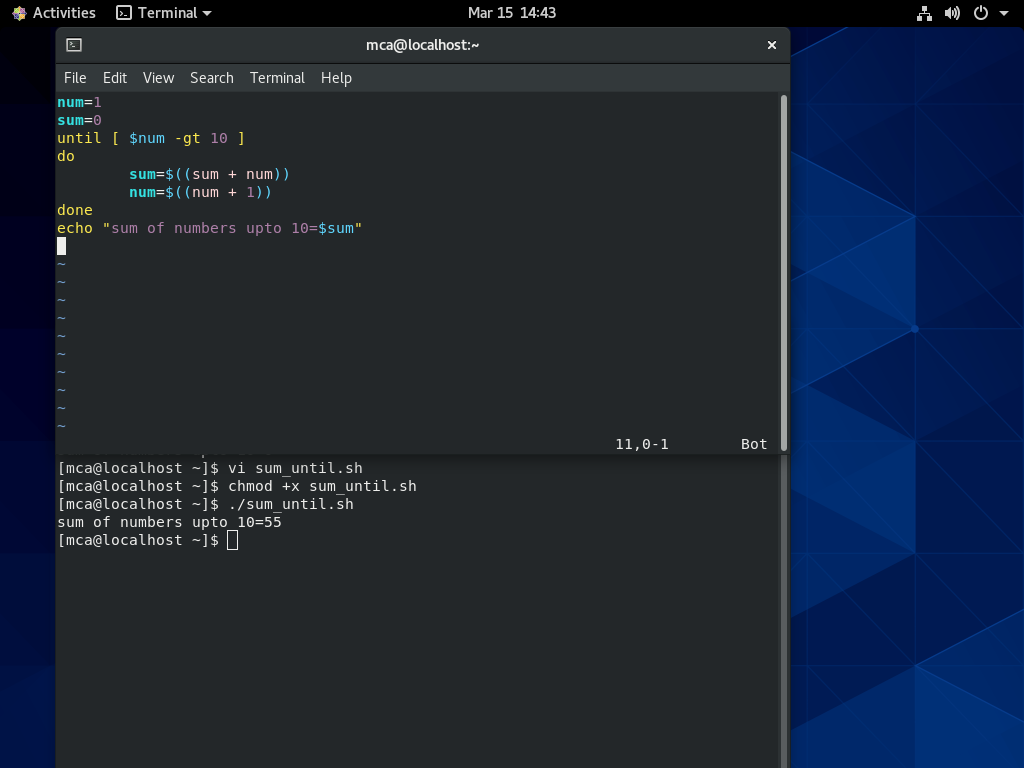 Activities Terminal Mar 15 14:43
mca@localhost:~
File Edit View Search Terminal Help
num=1
sum=0
until [ $num -gt 10 ]
do
sum=$((sum + num))
num=$((num + 1))
done
echo "sum of numbers upto 10=$sum"
~
~
~
~
~
~
~
~
~
~
11,0-1 Bot
[mca@localhost ~]$ vi sum_until.sh
[mca@localhost ~]$ chmod +x sum_until.sh
[mca@localhost ~]$ ./sum_until.sh
sum of numbers upto 10=55
[mca@localhost ~]$